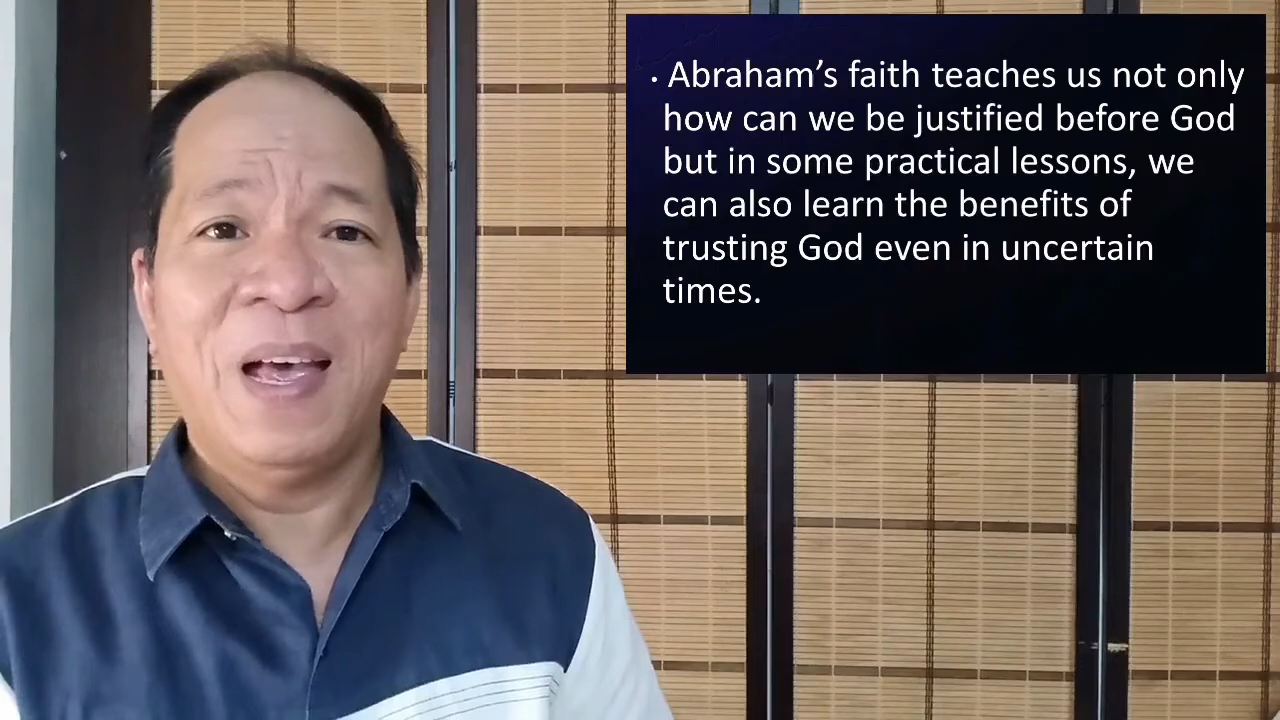 • Abraham’s faith teaches us not only
how can we be justified before God
but in some practical lessons, we
can also learn the benefits of
trusting God even in uncertain
times.